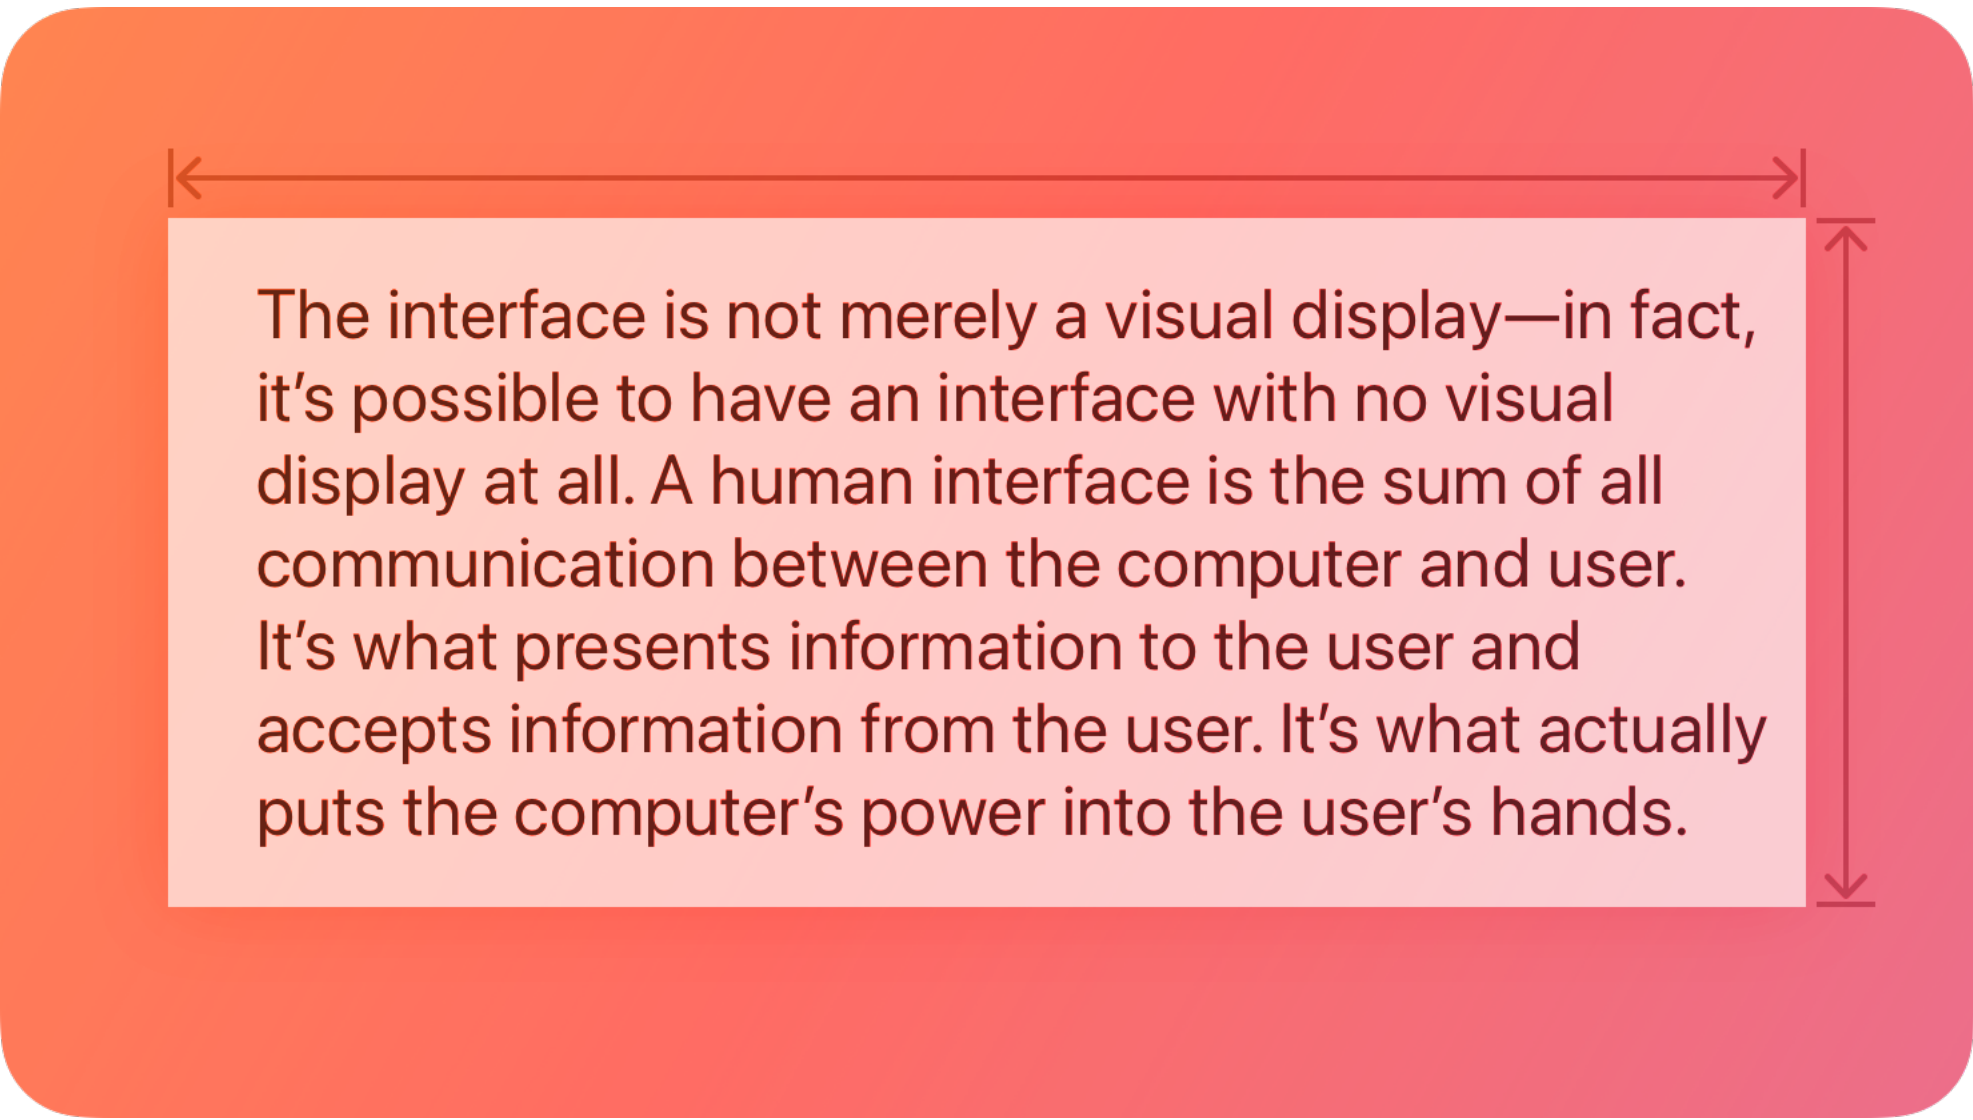 The interface is not merely a visual display—in fact,
it’s possible to have an interface with no visual
display at all. A human interface is the sum of all
communication between the computer and user.
It’s what presents information to the user and
accepts information from the user. It’s what actually
puts the computer’s power into the user’s hands.